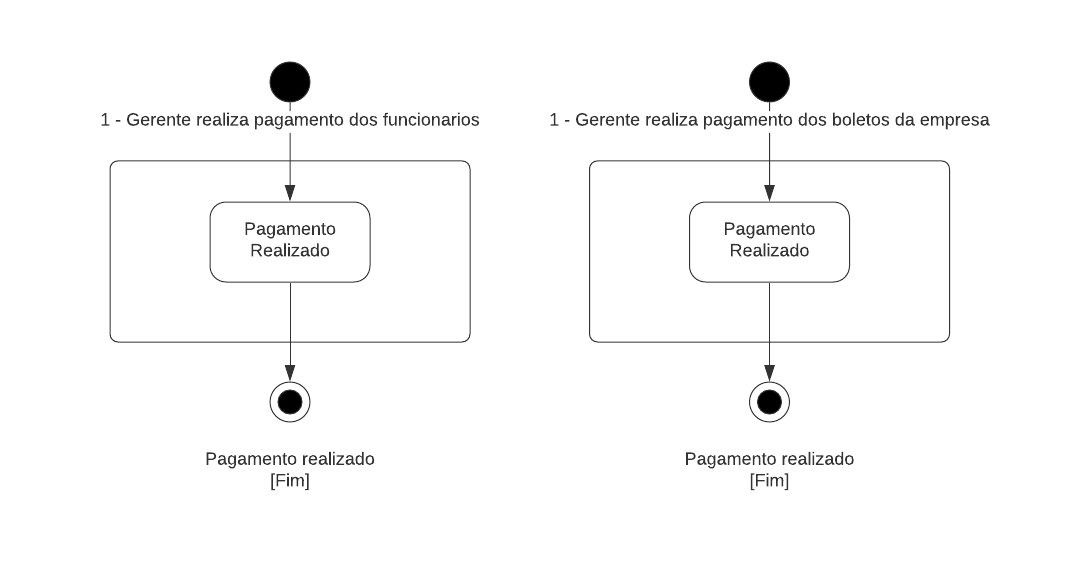 1 - Gerente realiza pagamento dos funcionarios
Pagamento
Realizado
Pagamento realizado
[Fim]
1 - Gerente realiza pagamento dos boletos da empresa
Pagamento
Realizado
Pagamento realizado
[Fim]